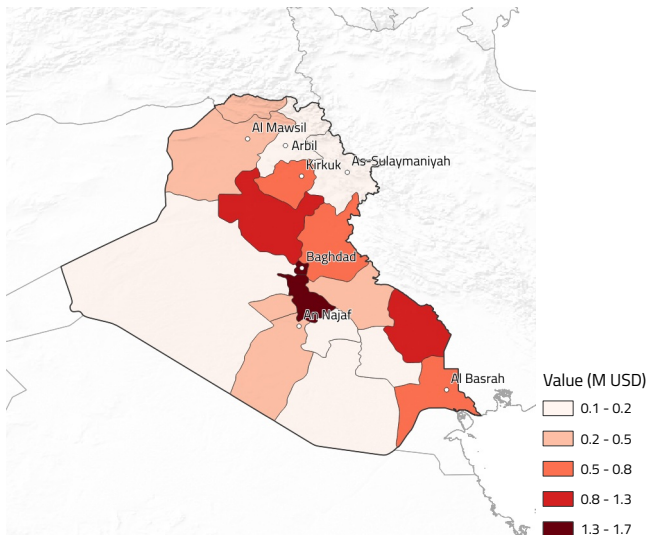 Al Mawsil
Arbil
Kirkuk
As-Sulaymaniyah
Baghdad
An Najaf
Al Basrah
Value (M USD)
0.1 - 0.2
0.2 - 0.5
0.5 - 0.8
0.8 - 1.3
1.3 - 1.7